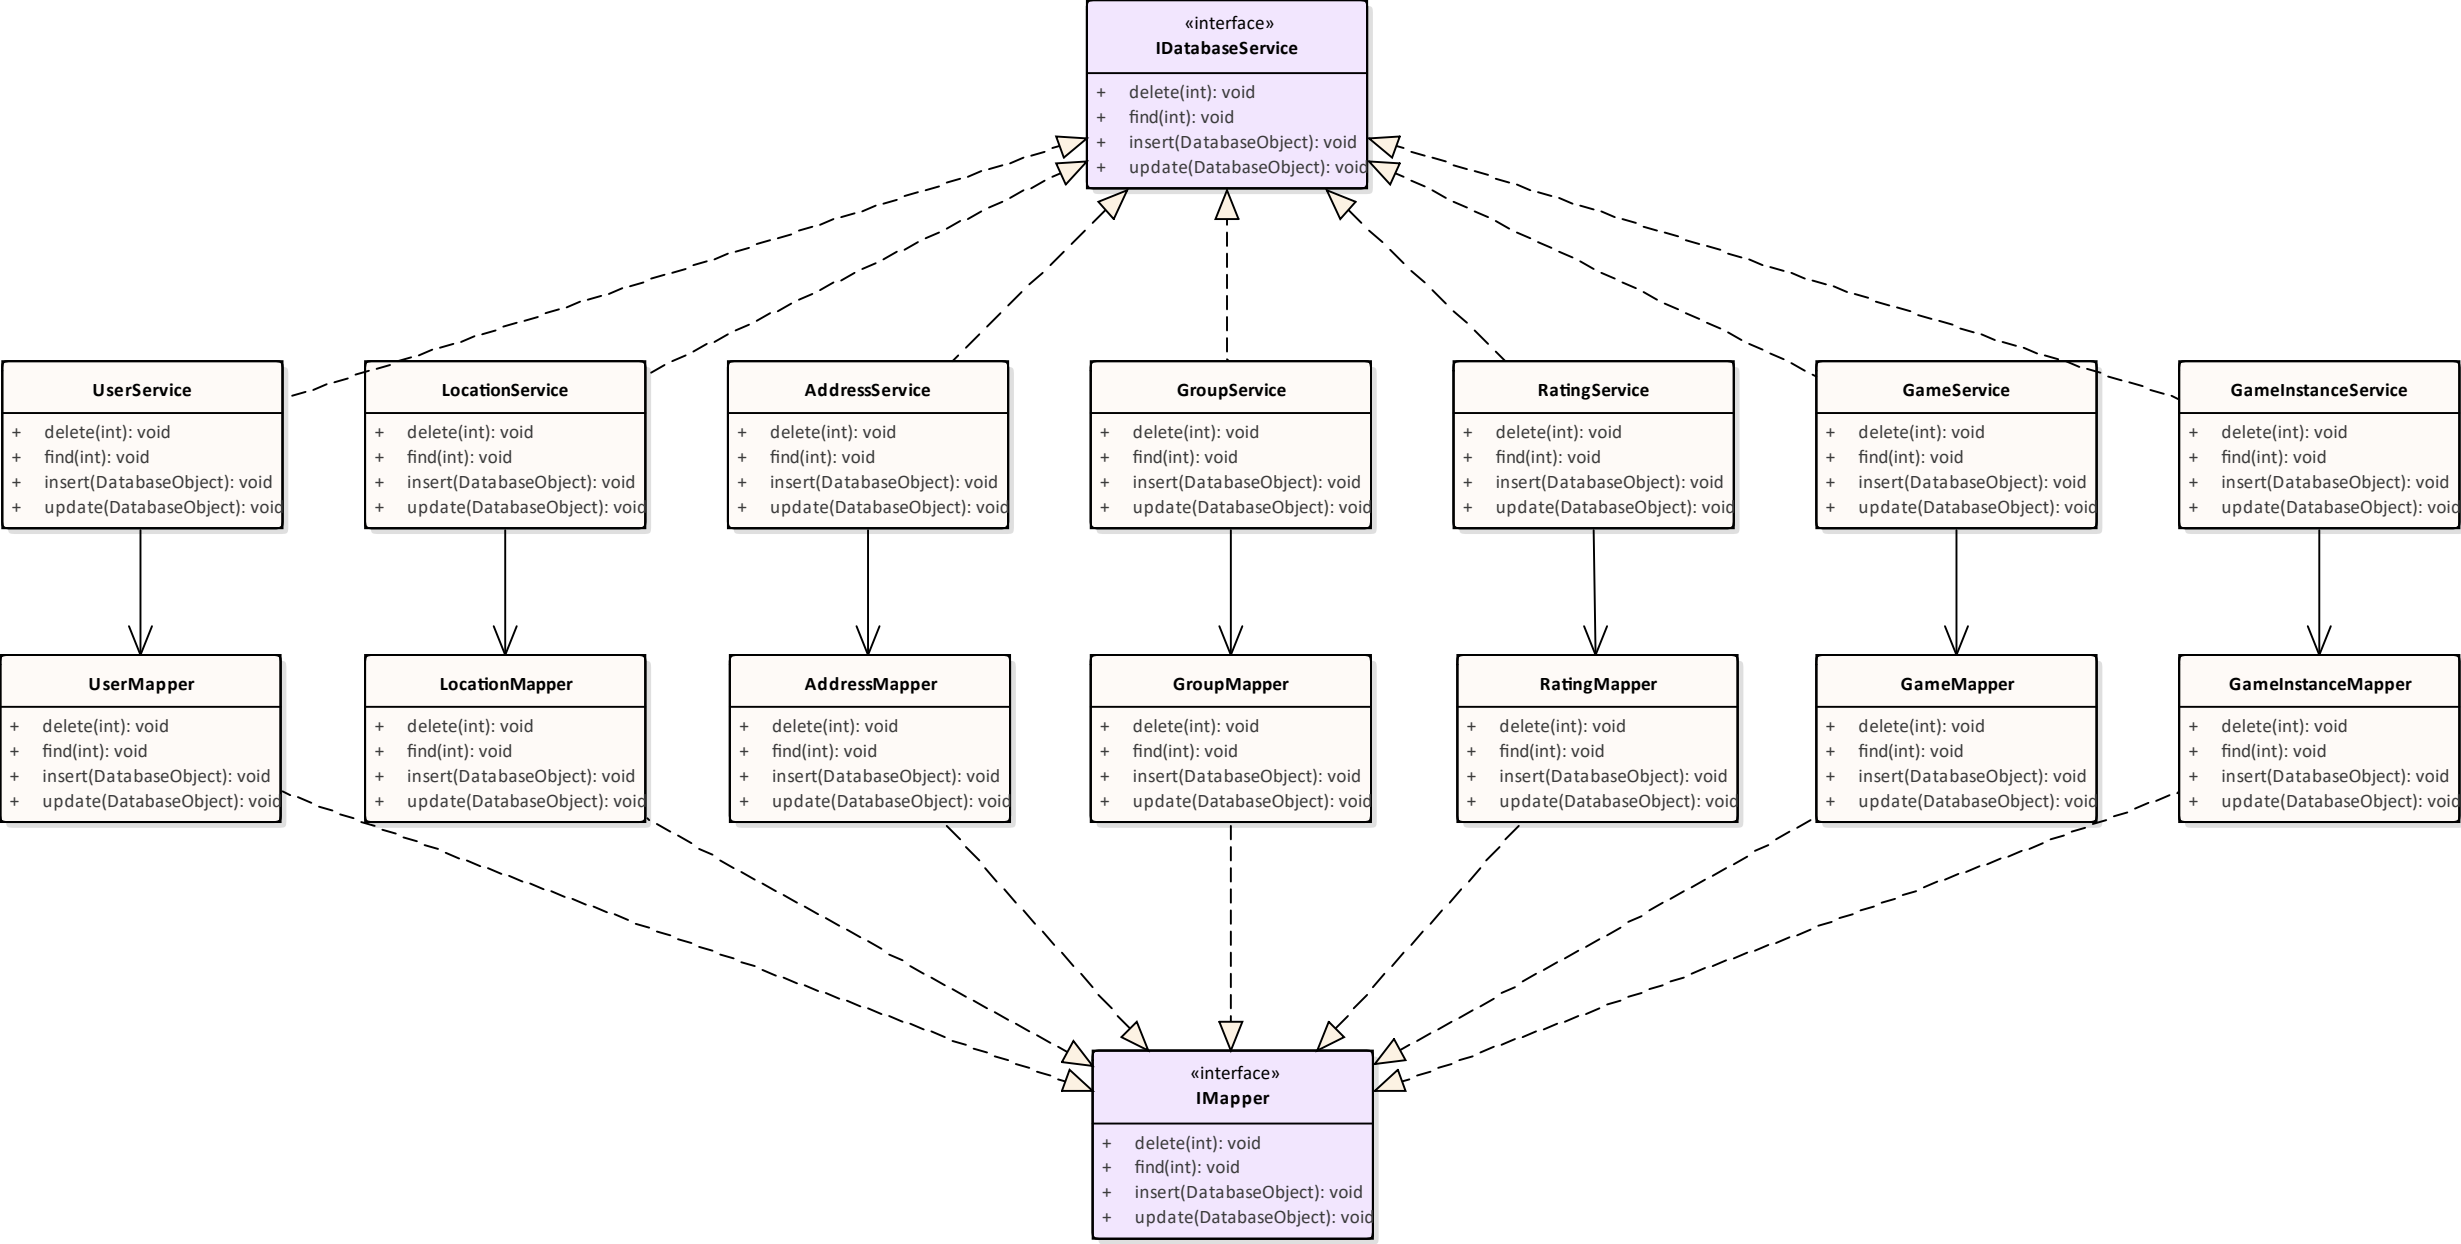 «interface»
IDatabaseService
+ delete(int): void
+ find(int): void
+ insert(DatabaseObject): void
+ update(DatabaseObject): void
UserService
+ delete(int): void
+ find(int): void
+ insert(DatabaseObject): void
+ update(DatabaseObject): void
LocationService
+ delete(int): void
+ find(int): void
+ insert(DatabaseObject): void
+ update(DatabaseObject): void
AddressService
+ delete(int): void
+ find(int): void
+ insert(DatabaseObject): void
+ update(DatabaseObject): void
GroupService
+ delete(int): void
+ find(int): void
+ insert(DatabaseObject): void
+ update(DatabaseObject): void
RatingService
+ delete(int): void
+ find(int): void
+ insert(DatabaseObject): void
+ update(DatabaseObject): void
GameService
+ delete(int): void
+ find(int): void
+ insert(DatabaseObject): void
+ update(DatabaseObject): void
GameInstanceService
+ delete(int): void
+ find(int): void
+ insert(DatabaseObject): void
+ update(DatabaseObject): void
UserMapper
+ delete(int): void
+ find(int): void
+ insert(DatabaseObject): void
+ update(DatabaseObject): void
LocationMapper
+ delete(int): void
+ find(int): void
+ insert(DatabaseObject): void
+ update(DatabaseObject): void
AddressMapper
+ delete(int): void
+ find(int): void
+ insert(DatabaseObject): void
+ update(DatabaseObject): void
GroupMapper
+ delete(int): void
+ find(int): void
+ insert(DatabaseObject): void
+ update(DatabaseObject): void
RatingMapper
+ delete(int): void
+ find(int): void
+ insert(DatabaseObject): void
+ update(DatabaseObject): void
GameMapper
+ delete(int): void
+ find(int): void
+ insert(DatabaseObject): void
+ update(DatabaseObject): void
GameInstanceMapper
+ delete(int): void
+ find(int): void
+ insert(DatabaseObject): void
+ update(DatabaseObject): void
«interface»
IMapper
+ delete(int): void
+ find(int): void
+ insert(DatabaseObject): void
+ update(DatabaseObject): void